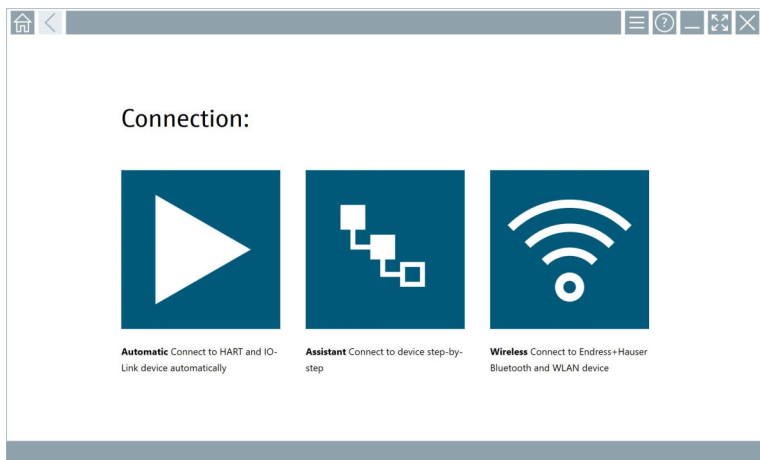 Connection:
Automatic Connect to HART and IO-
Link device automatically
Assistant Connect to device step-by-
step
Wireless Connect to Endress+Hauser
Bluetooth and WLAN device